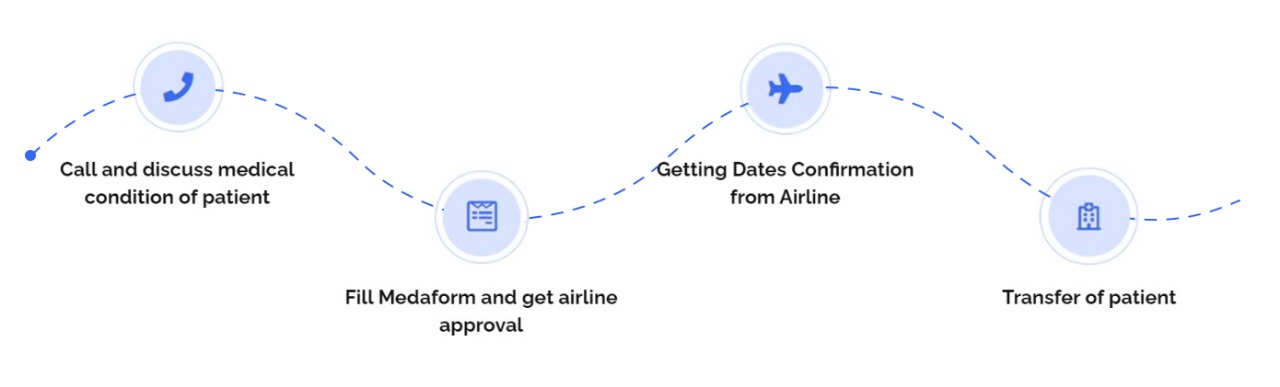 Call and discuss medical
condition of patient
Fill Medaform and get airline
approval
Getting Dates Confirmation
from Airline
Transfer of patient